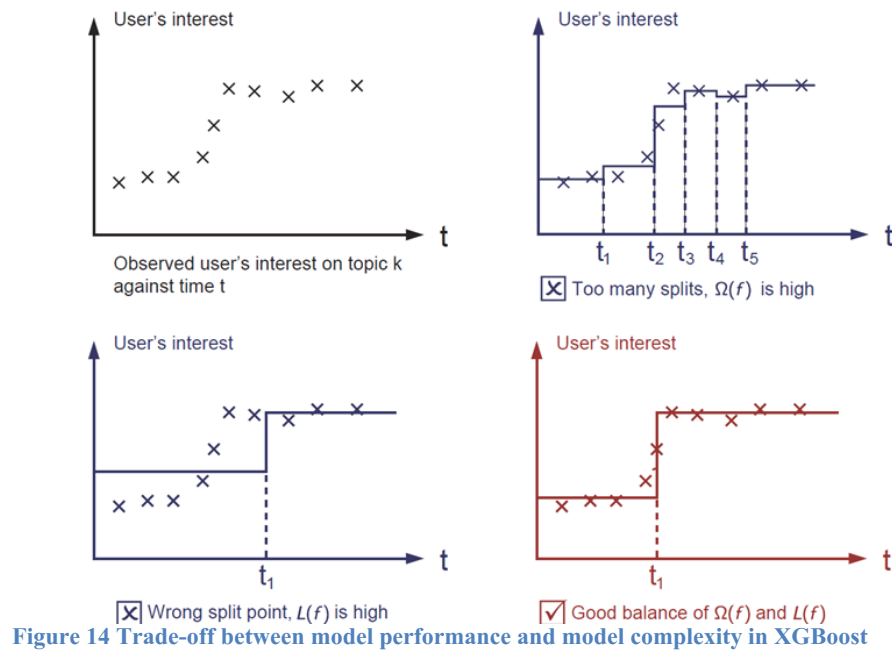 User's interest
t
Observed user's interest on topic k
against time t
User's interest
t
t₁ t₂ t₃ t₄ t₅
Too many splits, Ω(f) is high
User's interest
t
t₁
Wrong split point, L(f) is high
User's interest
t
t₁
Good balance of Ω(f) and L(f)
Figure 14 Trade-off between model performance and model complexity in XGBoost